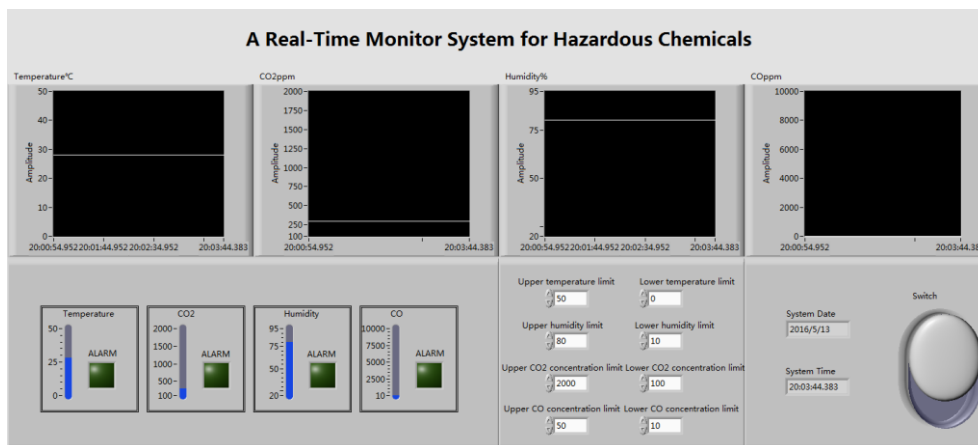 A Real-Time Monitor System for Hazardous Chemicals
Temperature℃
CO2ppm
Humidity%
COppm
Amplitude
50
40
30
20
10
0
20:00:54.952
20:01:44.952
20:02:34.952
20:03:44.383
Amplitude
2000
1750
1500
1250
1000
750
500
250
100
20:00:54.952
20:03:44.383
Amplitude
95
75
50
20
20:00:54.952
20:01:44.952
20:02:34.952
20:03:44.383
Amplitude
10000
8000
6000
4000
2000
0
20:00:54.952
20:03:44.383
Temperature
50
25
0
ALARM
CO2
2000
1500
1000
500
100
ALARM
Humidity
95
75
50
20
ALARM
CO
10000
7500
5000
2500
10
ALARM
Upper temperature limit
50
Lower temperature limit
0
Upper humidity limit
80
Lower humidity limit
10
Upper CO2 concentration limit
2000
Lower CO2 concentration limit
100
Upper CO concentration limit
50
Lower CO concentration limit
10
System Date
2016/5/13
System Time
20:03:44.383
Switch